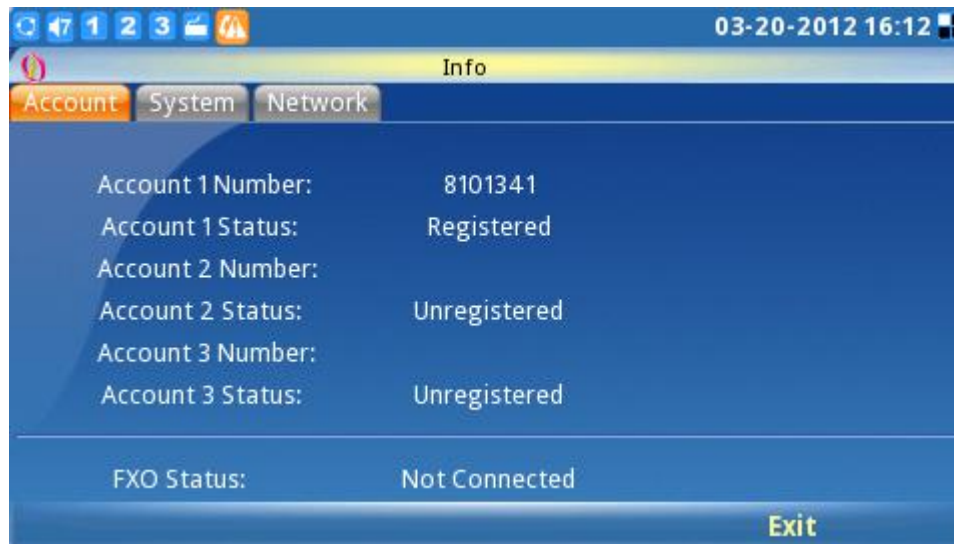 7 1 2 3 03-20-2012 16:12
Info
Account System Network
Account 1 Number: 8101341
Account 1 Status: Registered
Account 2 Number:
Account 2 Status: Unregistered
Account 3 Number:
Account 3 Status: Unregistered
FXO Status: Not Connected
Exit